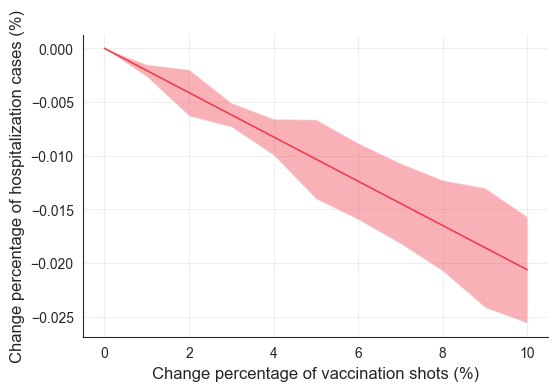 Change percentage of hospitalization cases (%)
0.000
−0.005
−0.010
−0.015
−0.020
−0.025
0 2 4 6 8 10
Change percentage of vaccination shots (%)